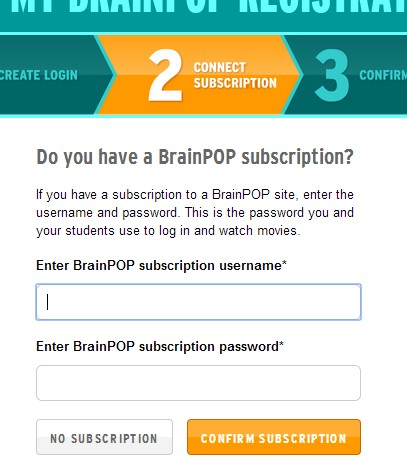 MY BRAINPOP REGISTRAT
CREATE LOGIN
2 CONNECT
SUBSCRIPTION
3 CONFIRM
Do you have a BrainPOP subscription?
If you have a subscription to a BrainPOP site, enter the
username and password. This is the password you and
your students use to log in and watch movies.
Enter BrainPOP subscription username*
Enter BrainPOP subscription password*
NO SUBSCRIPTION
CONFIRM SUBSCRIPTION